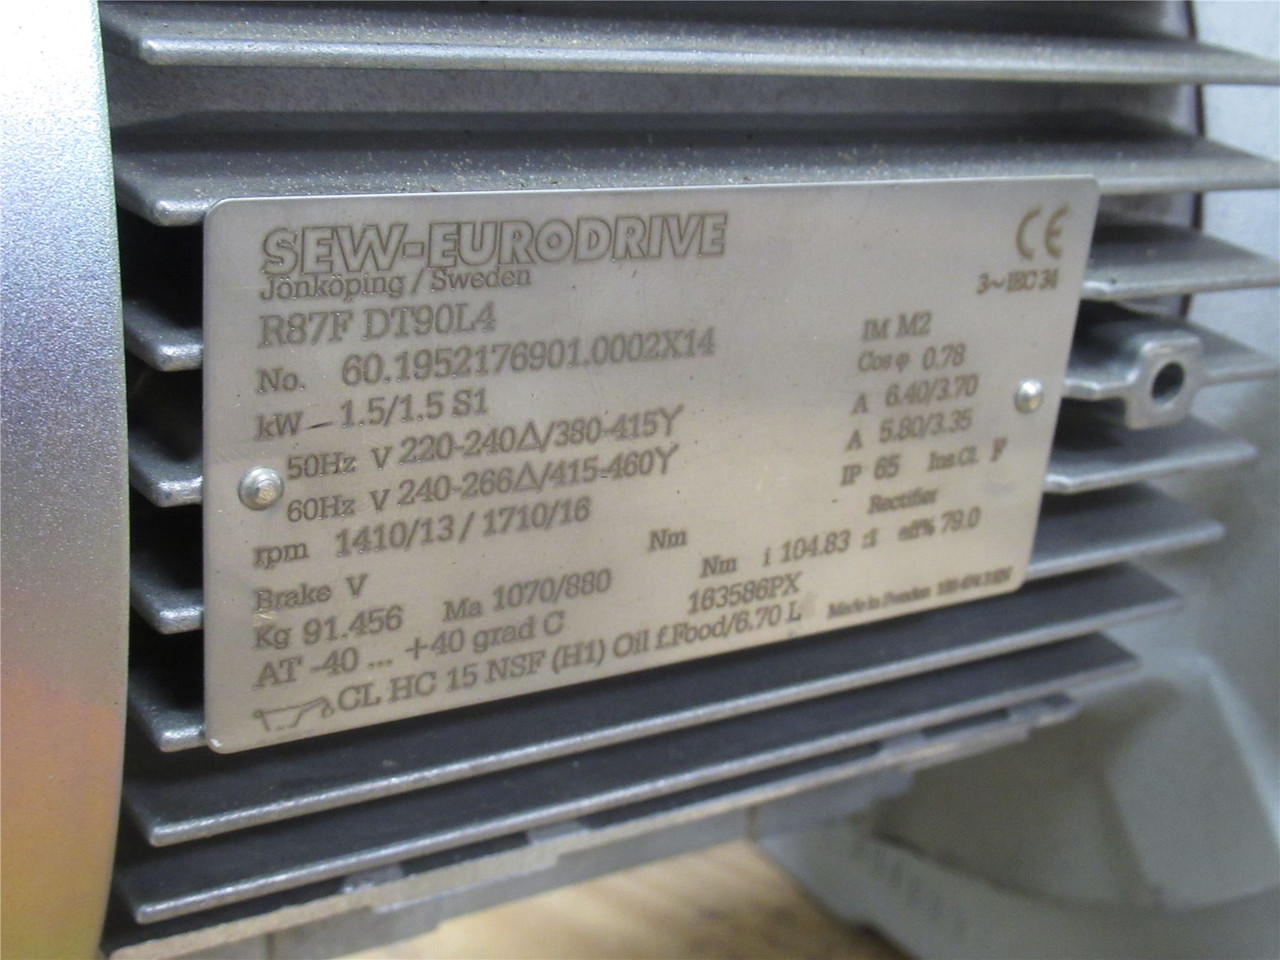 SEW-EURODRIVE
CE
Jönköping / Sweden
3~IEC 34
R87F DT90L4
IM M2
No. 60.1952176901.0002X14
Cos φ 0.78
kW 1.5/1.5 S1
A 6.40/3.70
50Hz V 220-240Δ/380-415Y
A 5.80/3.35
60Hz V 240-266Δ/415-460Y
IP 65 Ins.Cl. F
rpm 1410/13 / 1710/16
Rectifier
Brake V Nm
Nm i 104.83 :1 eff% 79.0
Kg 91.456 Ma 1070/880
163586PX
AT -40 ... +40 grad C
Made in Sweden
CL HC 15 NSF (H1) Oil f.Food/6.70 L